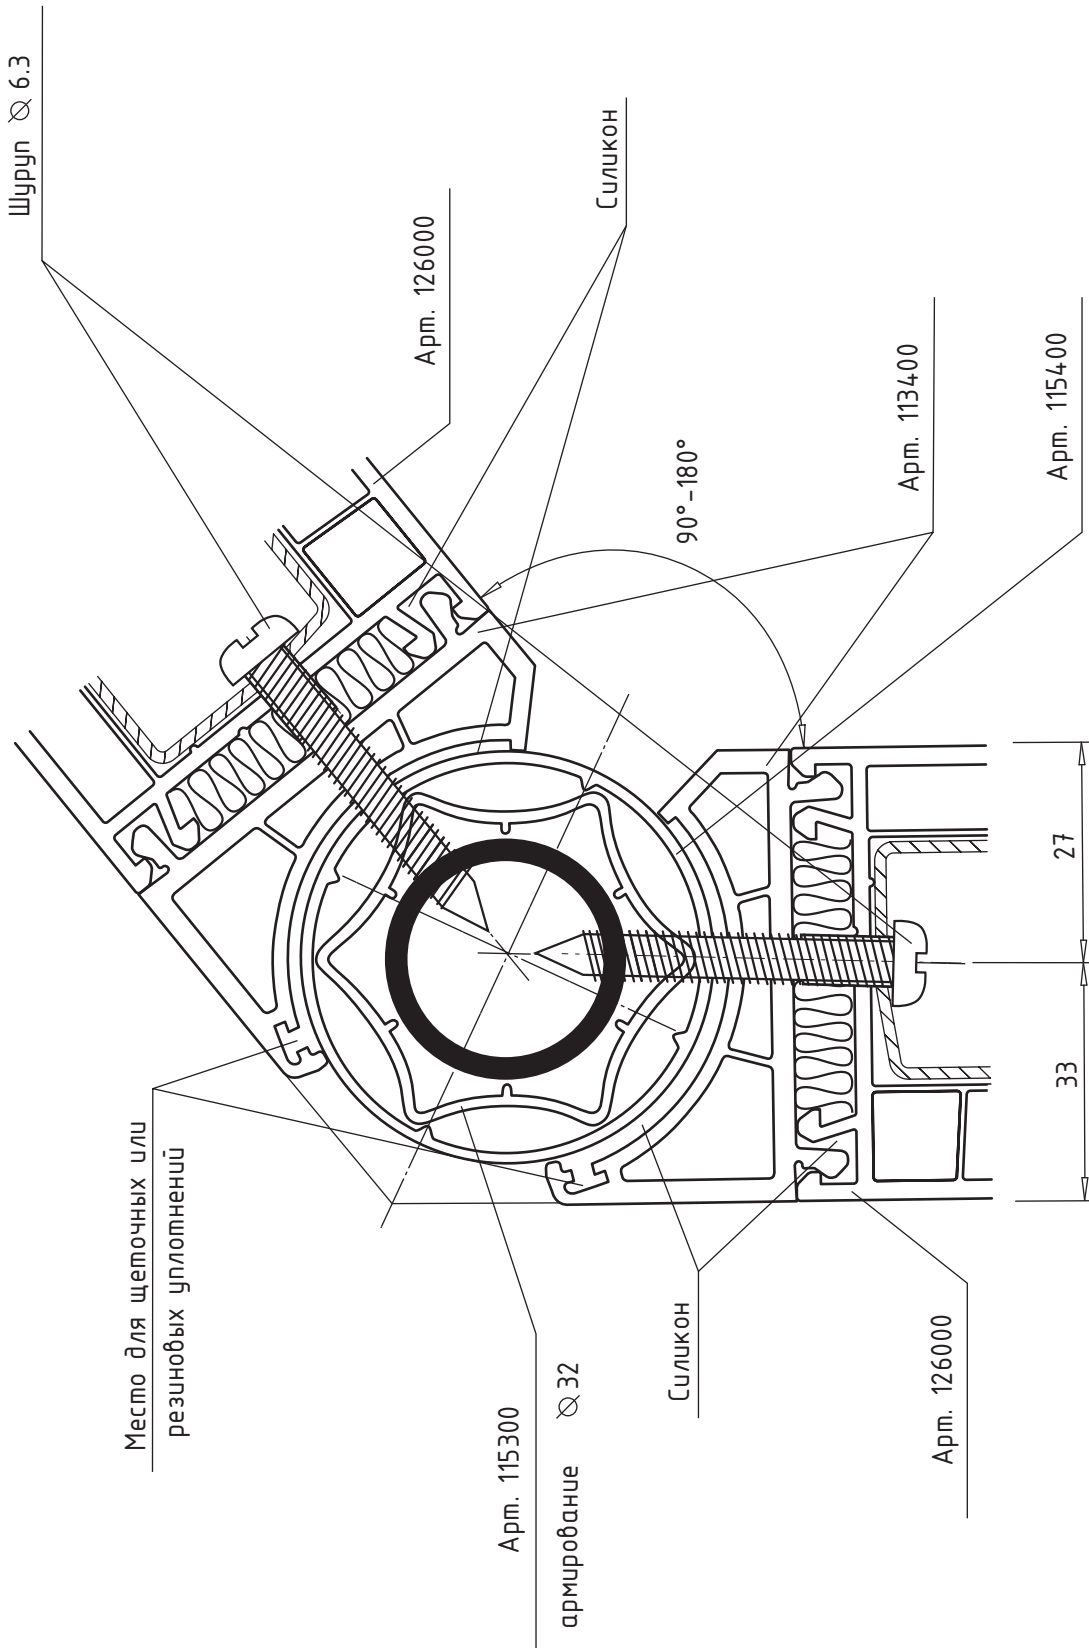 Шуруп ⌀ 6.3
Арт. 126000
Силикон
Арт. 113400
Арт. 115400
90°-180°
27
33
Место для щеточных или
резиновых уплотнений
Арт. 115300
армирование ⌀ 32
Силикон
Арт. 126000